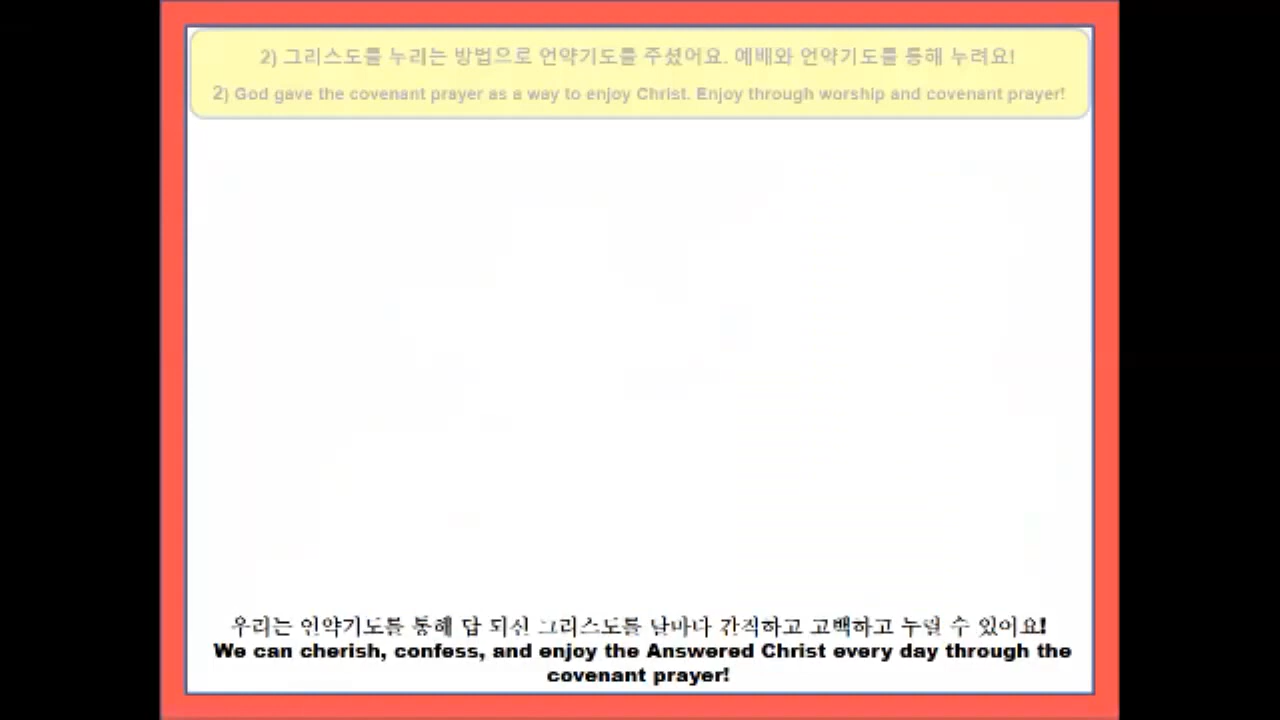 2) 그리스도를 누리는 방법으로 언약기도를 주셨어요. 예배와 언약기도를 통해 누려요!
2) God gave the covenant prayer as a way to enjoy Christ. Enjoy through worship and covenant prayer!
우리는 언약기도를 통해 답 되신 그리스도를 날마다 간직하고 고백하고 누릴 수 있어요!
We can cherish, confess, and enjoy the Answered Christ every day through the
covenant prayer!